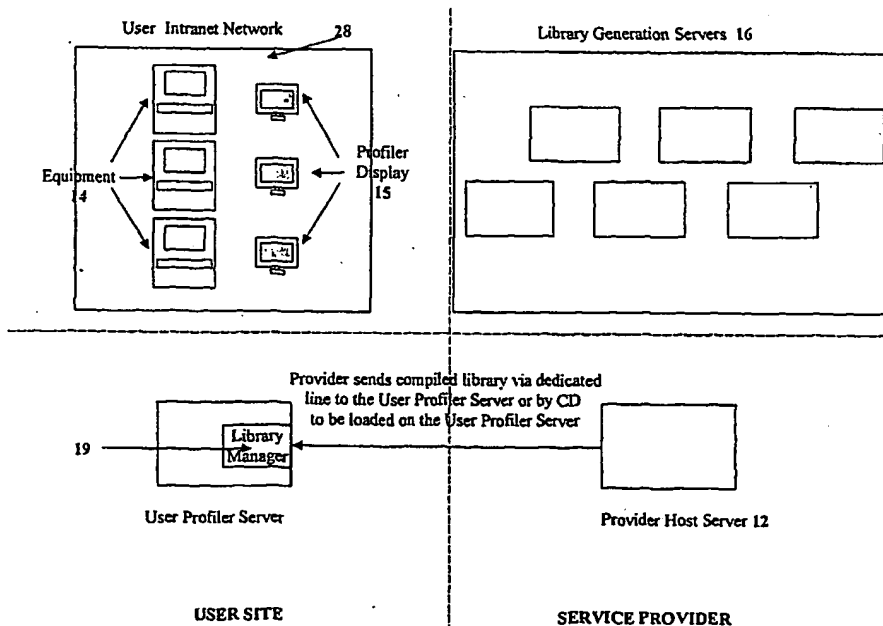 User Intranet Network 28
Library Generation Servers 16
Equipment
14
Profiler
Display
15
Provider sends compiled library via dedicated
line to the User Profiler Server or by CD
to be loaded on the User Profiler Server
19
Library
Manager
User Profiler Server
Provider Host Server 12
USER SITE
SERVICE PROVIDER